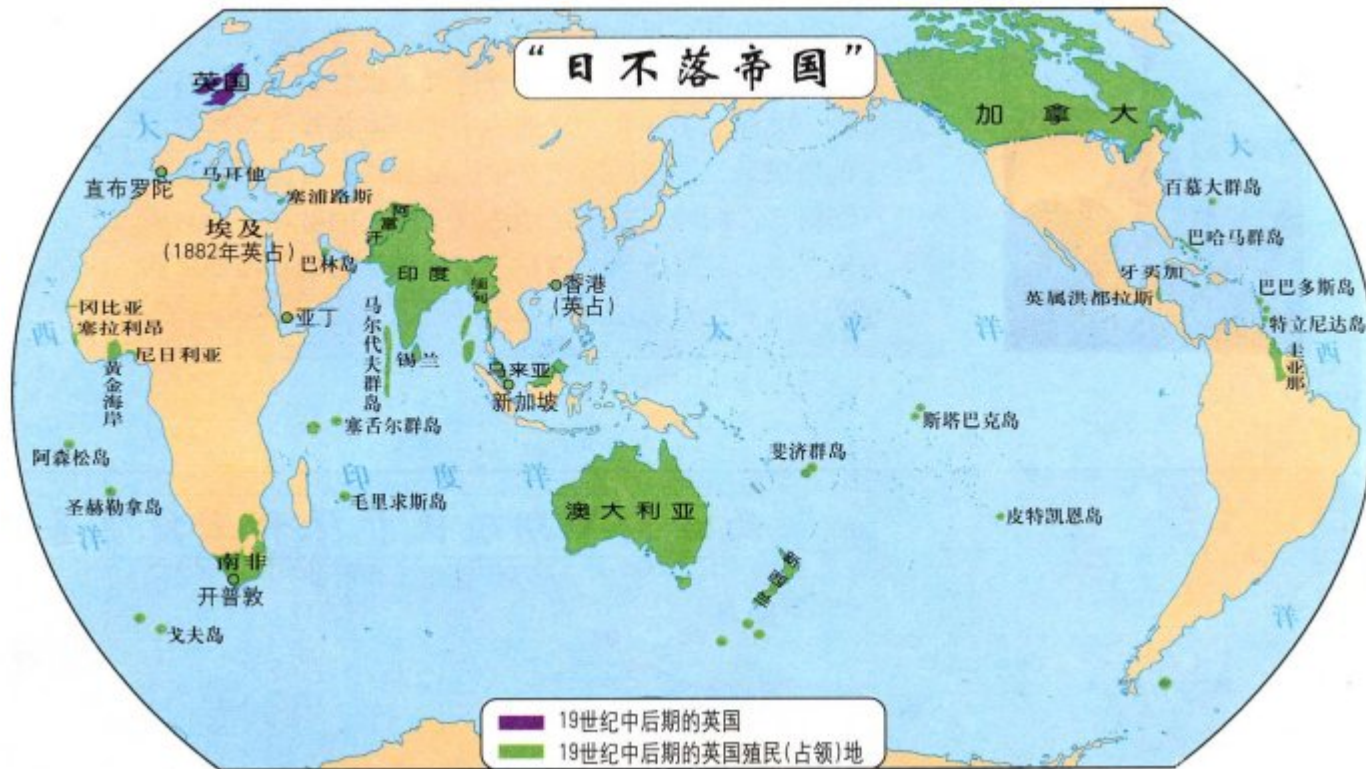 “日不落帝国”
英国
加拿大
大
大
直布罗陀
马耳他
塞浦路斯
百慕大群岛
埃及
(1882年英占)
巴林岛
阿富汗
印度
缅甸
香港
(英占)
巴哈马群岛
牙买加
英属洪都拉斯
巴巴多斯岛
特立尼达岛
圭亚那
冈比亚
塞拉利昂
尼日利亚
黄金海岸
亚丁
马尔代夫群岛
锡兰
马来亚
新加坡
太平洋
西
西
塞舌尔群岛
斯塔巴克岛
斐济群岛
阿森松岛
圣赫勒拿岛
印度洋
毛里求斯岛
澳大利亚
皮特凯恩岛
洋
洋
南非
开普敦
新西兰
戈夫岛
19世纪中后期的英国
19世纪中后期的英国殖民(占领)地